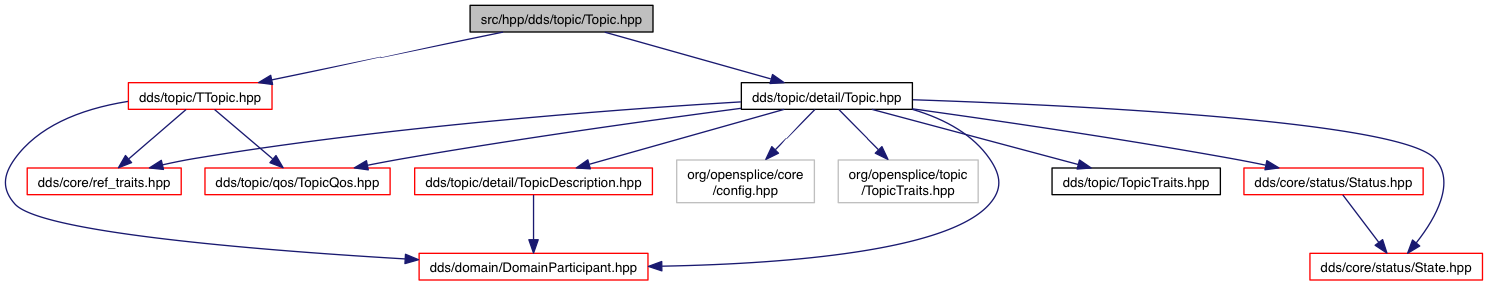 src/hpp/dds/topic/Topic.hpp
dds/topic/TTopic.hpp
dds/topic/detail/Topic.hpp
dds/core/ref_traits.hpp
dds/topic/qos/TopicQos.hpp
dds/topic/detail/TopicDescription.hpp
org/opensplice/core
/config.hpp
org/opensplice/topic
/TopicTraits.hpp
dds/topic/TopicTraits.hpp
dds/core/status/Status.hpp
dds/domain/DomainParticipant.hpp
dds/core/status/State.hpp